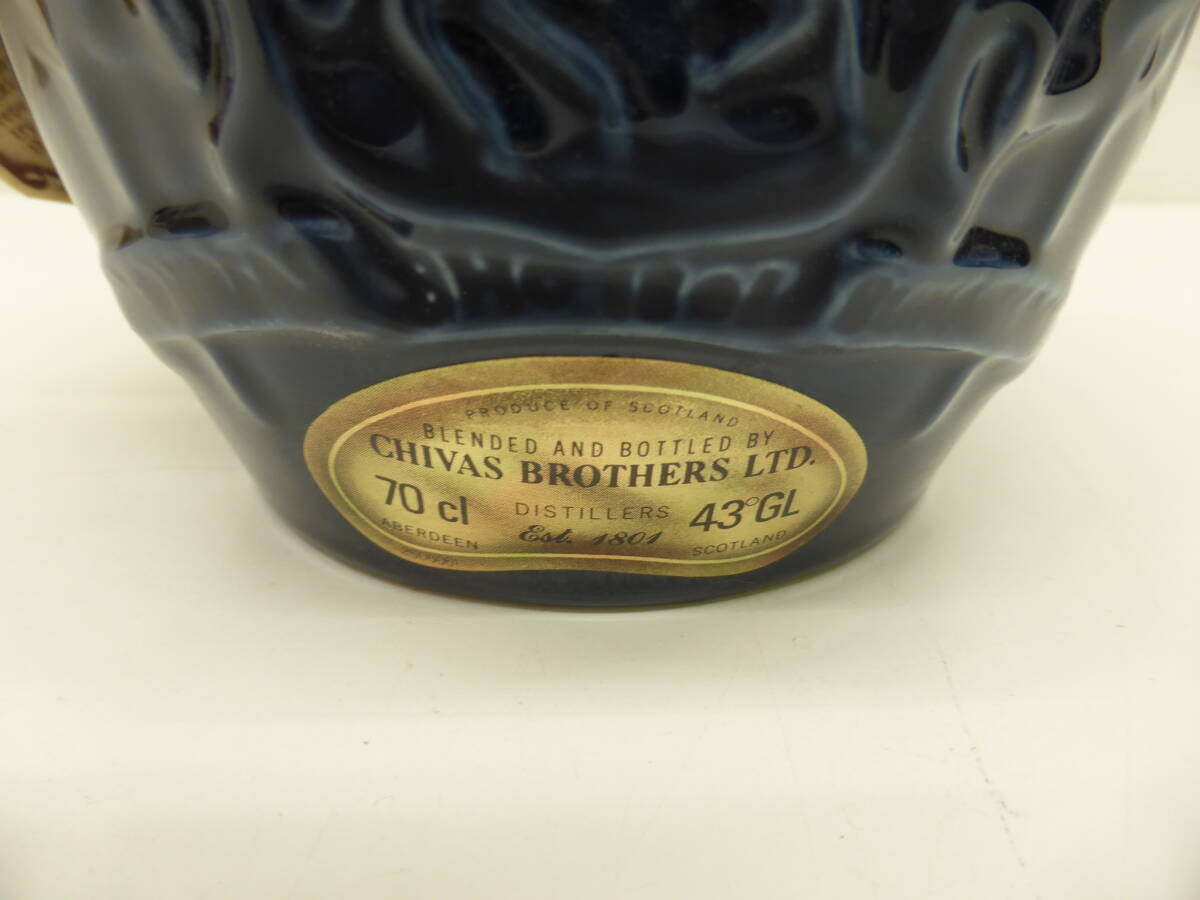 PRODUCE OF SCOTLAND
BLENDED AND BOTTLED BY
CHIVAS BROTHERS LTD.
70 cl DISTILLERS 43°GL
ABERDEEN Est. 1801 SCOTLAND